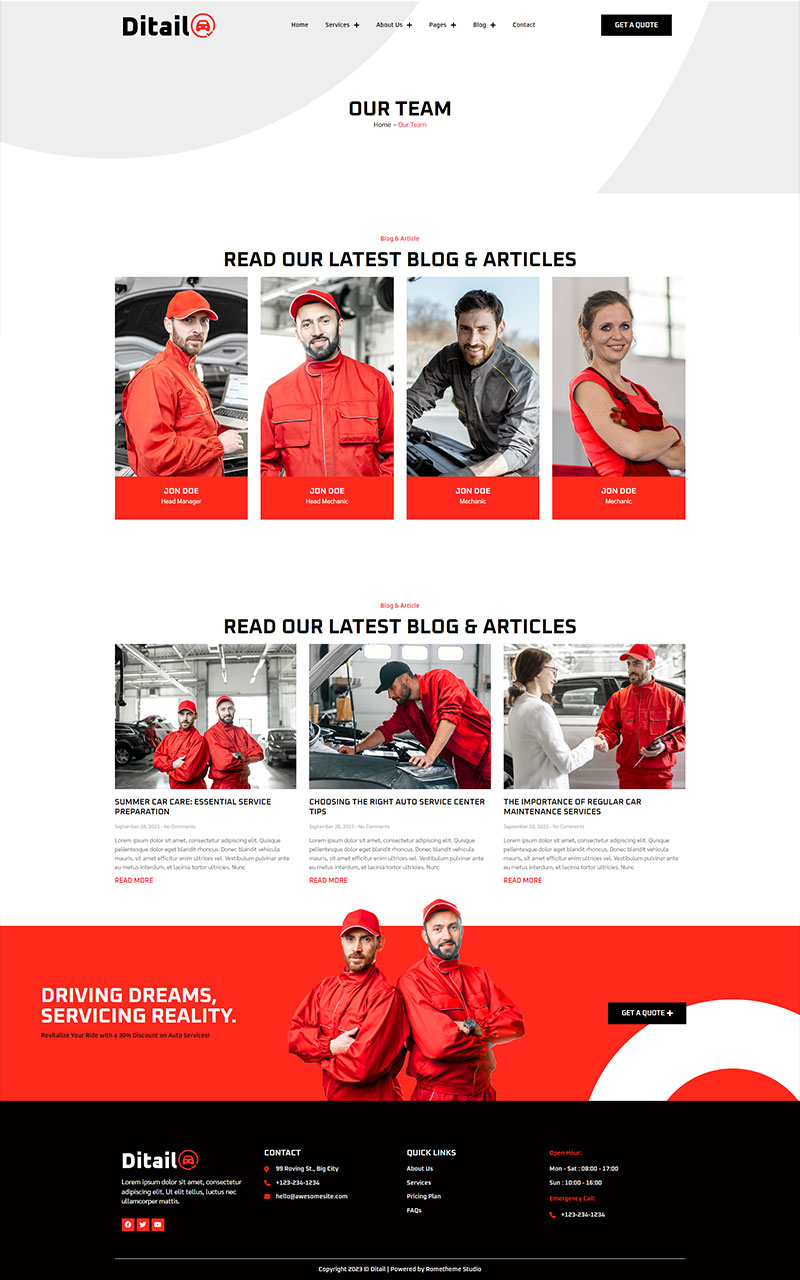 Ditail
Home Services + About Us + Pages + Blog + Contact
GET A QUOTE
OUR TEAM
Home – Our Team
Blog & Article
READ OUR LATEST BLOG & ARTICLES
JON DOE
Head Manager
JON DOE
Head Mechanic
JON DOE
Mechanic
JON DOE
Mechanic
Blog & Article
READ OUR LATEST BLOG & ARTICLES
SUMMER CAR CARE: ESSENTIAL SERVICE
PREPARATION
September 28, 2023 • No Comments
Lorem ipsum dolor sit amet, consectetur adipiscing elit. Quisque
pellentesque dolor eget blandit rhoncus. Donec blandit vehicula
mauris, sit amet efficitur enim ultrices vel. Vestibulum pulvinar ante
eu metus interdum, et lacinia tortor ultricies. Nunc
READ MORE
CHOOSING THE RIGHT AUTO SERVICE CENTER
TIPS
September 28, 2023 • No Comments
Lorem ipsum dolor sit amet, consectetur adipiscing elit. Quisque
pellentesque dolor eget blandit rhoncus. Donec blandit vehicula
mauris, sit amet efficitur enim ultrices vel. Vestibulum pulvinar ante
eu metus interdum, et lacinia tortor ultricies. Nunc
READ MORE
THE IMPORTANCE OF REGULAR CAR
MAINTENANCE SERVICES
September 28, 2023 • No Comments
Lorem ipsum dolor sit amet, consectetur adipiscing elit. Quisque
pellentesque dolor eget blandit rhoncus. Donec blandit vehicula
mauris, sit amet efficitur enim ultrices vel. Vestibulum pulvinar ante
eu metus interdum, et lacinia tortor ultricies. Nunc
READ MORE
DRIVING DREAMS,
SERVICING REALITY.
Revitalize Your Ride with a 30% Discount on Auto Services!
GET A QUOTE +
Ditail
Lorem ipsum dolor sit amet, consectetur
adipiscing elit. Ut elit tellus, luctus nec
ullamcorper mattis.
CONTACT
99 Roving St., Big City
+123-234-1234
hello@awesomesite.com
QUICK LINKS
About Us
Services
Pricing Plan
FAQs
Open Hour:
Mon - Sat : 08:00 - 17:00
Sun : 10:00 - 16:00
Emergency Call:
+123-234-1234
Copyright 2023 © Ditail | Powered by Rometheme Studio